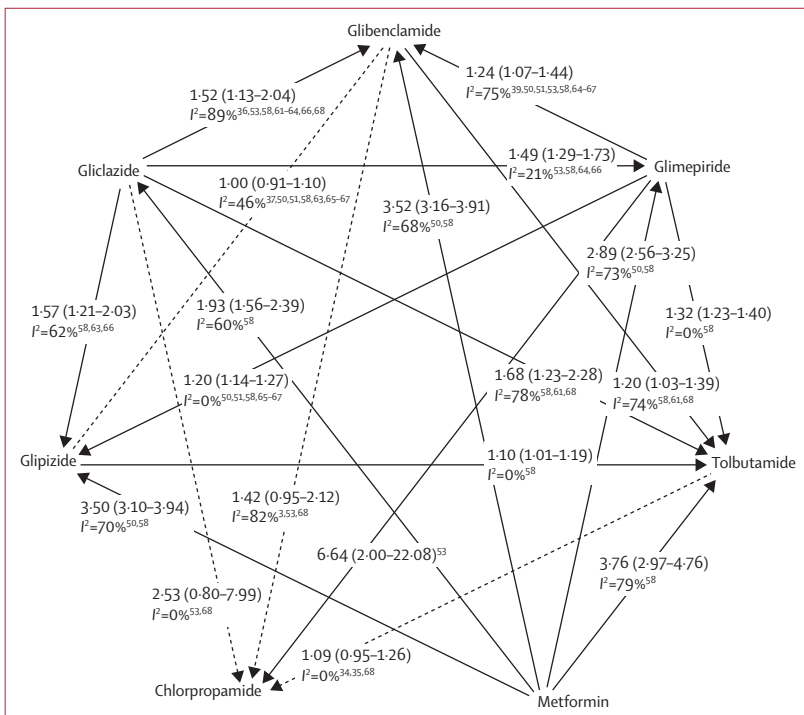 Glibenclamide
1·24 (1·07–1·44)
I²=75%39,50,51,53,58,64–67
1·52 (1·13–2·04)
I²=89%36,53,58,61–64,66,68
Gliclazide
1·49 (1·29–1·73)
I²=21%53,58,64,66
Glimepiride
1·00 (0·91–1·10)
I²=46%37,50,51,58,63,65–67
3·52 (3·16–3·91)
I²=68%50,58
2·89 (2·56–3·25)
I²=73%50,58
1·57 (1·21–2·03)
I²=62%58,63,66
1·93 (1·56–2·39)
I²=60%58
1·32 (1·23–1·40)
I²=0%58
1·20 (1·14–1·27)
I²=0%50,51,58,65–67
1·68 (1·23–2·28)
I²=78%58,61,68
1·20 (1·03–1·39)
I²=74%58,61,68
Glipizide
1·10 (1·01–1·19)
I²=0%58
Tolbutamide
3·50 (3·10–3·94)
I²=70%50,58
1·42 (0·95–2·12)
I²=82%3,53,68
6·64 (2·00–22·08)53
3·76 (2·97–4·76)
I²=79%58
2·53 (0·80–7·99)
I²=0%53,68
1·09 (0·95–1·26)
I²=0%34,35,68
Chlorpropamide
Metformin